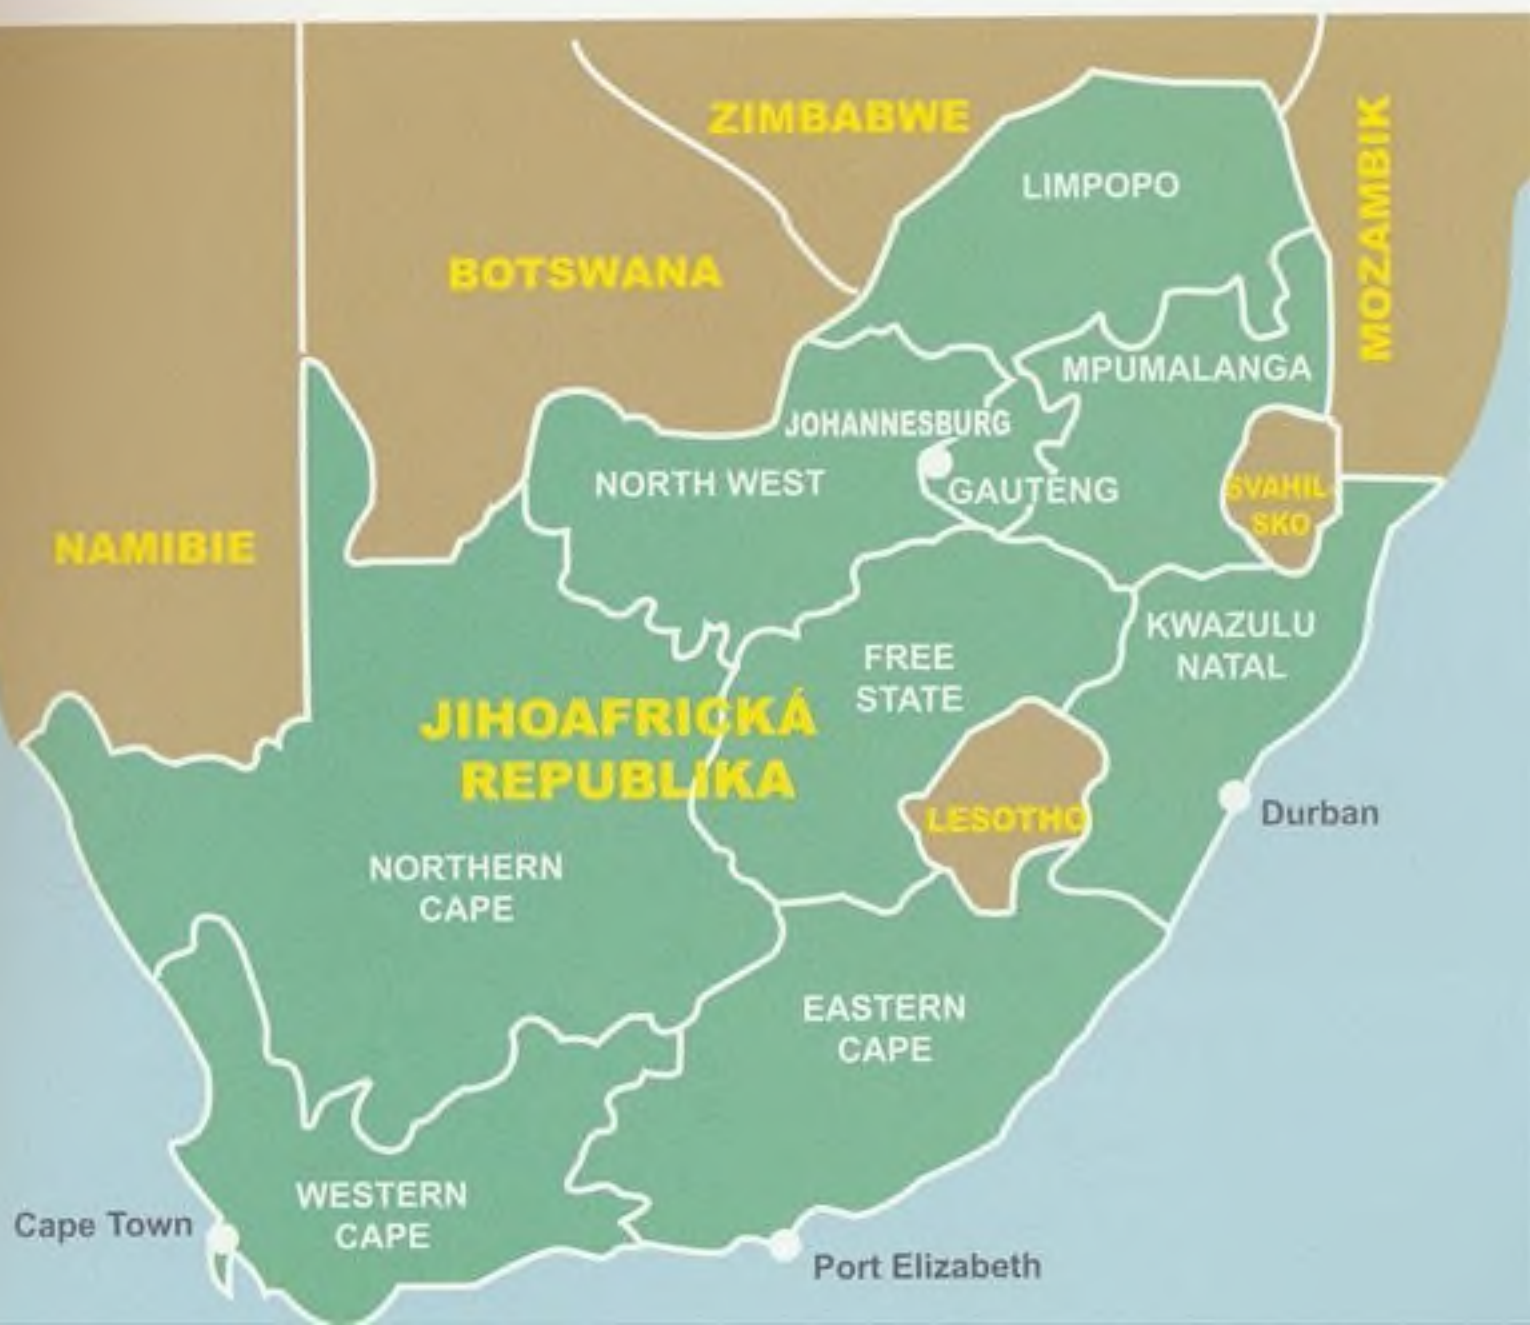 ZIMBABWE
MOZAMBIK
LIMPOPO
BOTSWANA
MPUMALANGA
JOHANNESBURG
NORTH WEST
GAUTENG
SVAHIL
SKO
NAMIBIE
KWAZULU
NATAL
FREE
STATE
JIHOAFRICKÁ
REPUBLIKA
LESOTHO
Durban
NORTHERN
CAPE
EASTERN
CAPE
WESTERN
CAPE
Cape Town
Port Elizabeth